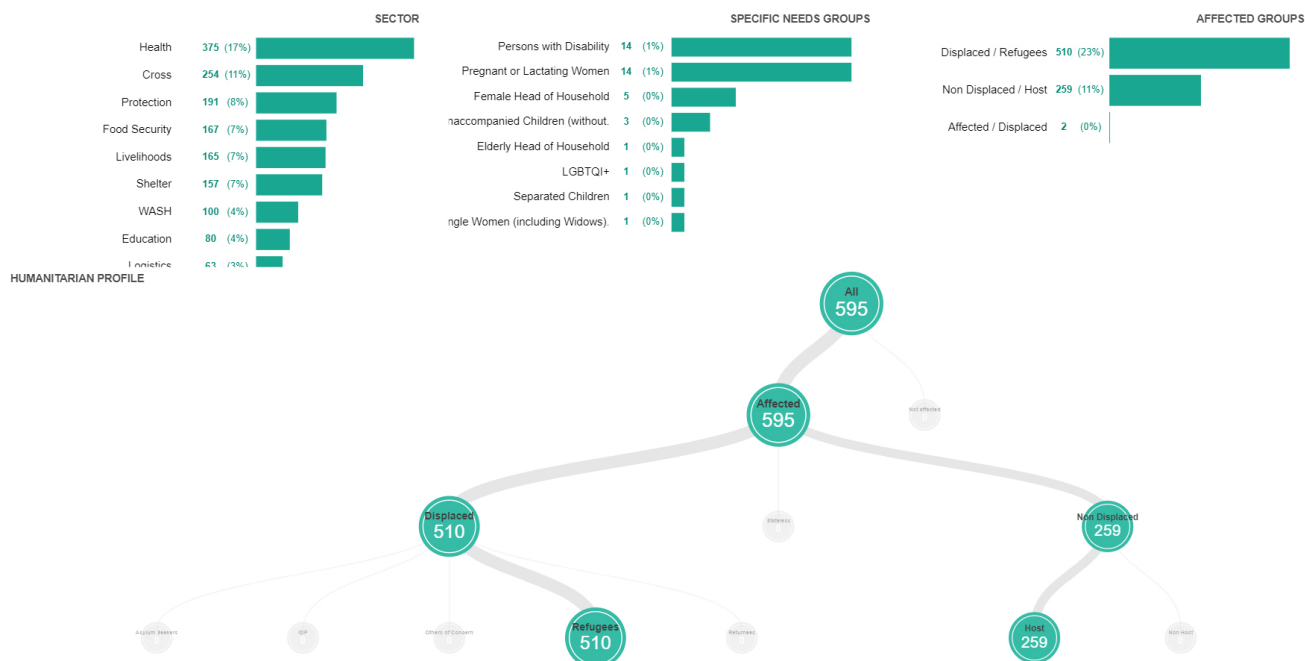 SECTOR
Health 375 (17%)
Cross 254 (11%)
Protection 191 (8%)
Food Security 167 (7%)
Livelihoods 165 (7%)
Shelter 157 (7%)
WASH 100 (4%)
Education 80 (4%)
Logistics 63 (3%)
SPECIFIC NEEDS GROUPS
Persons with Disability 14 (1%)
Pregnant or Lactating Women 14 (1%)
Female Head of Household 5 (0%)
naccompanied Children (without. 3 (0%)
Elderly Head of Household 1 (0%)
LGBTQI+ 1 (0%)
Separated Children 1 (0%)
ngle Women (including Widows). 1 (0%)
AFFECTED GROUPS
Displaced / Refugees 510 (23%)
Non Displaced / Host 259 (11%)
Affected / Displaced 2 (0%)
HUMANITARIAN PROFILE
All
595
Affected
595
Not affected
Displaced
510
Stateless
Non Displaced
259
Asylum Seekers
IDP
Others of Concern
Refugees
510
Returnees
Host
259
Non Host